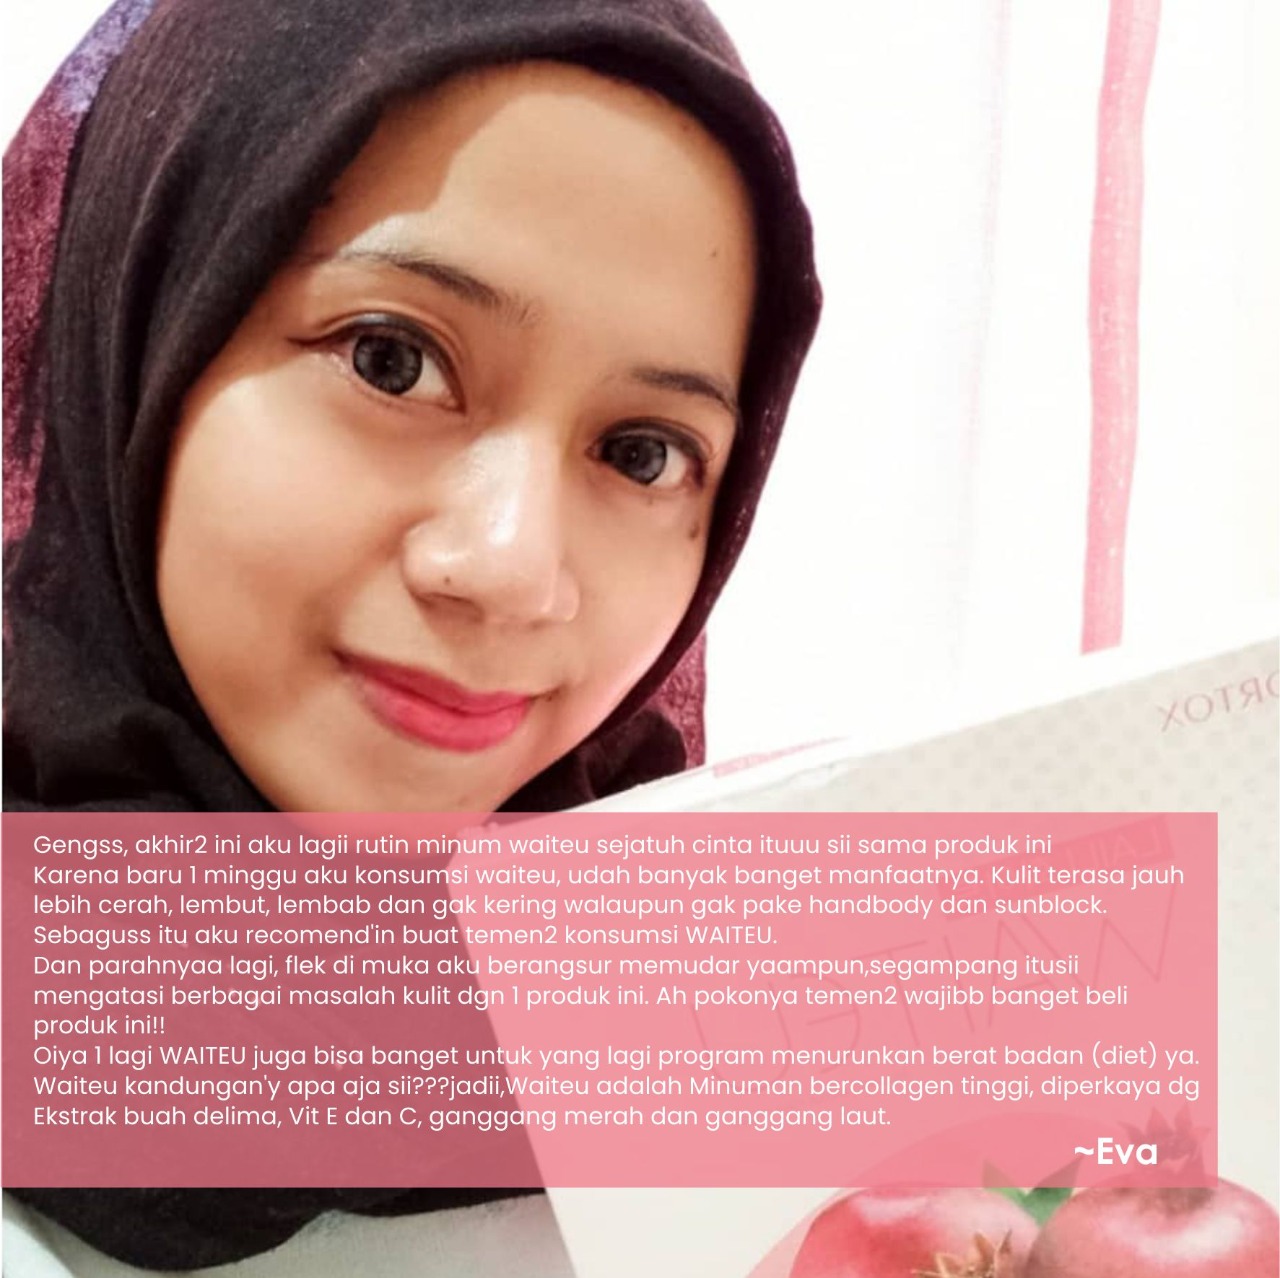 ORTOX
LATULIPE
WAITEU
Gengss, akhir2 ini aku lagii rutin minum waiteu sejatuh cinta ituuu sii sama produk ini
Karena baru 1 minggu aku konsumsi waiteu, udah banyak banget manfaatnya. Kulit terasa jauh
lebih cerah, lembut, lembab dan gak kering walaupun gak pake handbody dan sunblock.
Sebaguss itu aku recomend'in buat temen2 konsumsi WAITEU.
Dan parahnyaa lagi, flek di muka aku berangsur memudar yaampun,segampang itusii
mengatasi berbagai masalah kulit dgn 1 produk ini. Ah pokonya temen2 wajibb banget beli
produk ini!!
Oiya 1 lagi WAITEU juga bisa banget untuk yang lagi program menurunkan berat badan (diet) ya.
Waiteu kandungan'y apa aja sii???jadii,Waiteu adalah Minuman bercollagen tinggi, diperkaya dg
Ekstrak buah delima, Vit E dan C, ganggang merah dan ganggang laut.
~Eva